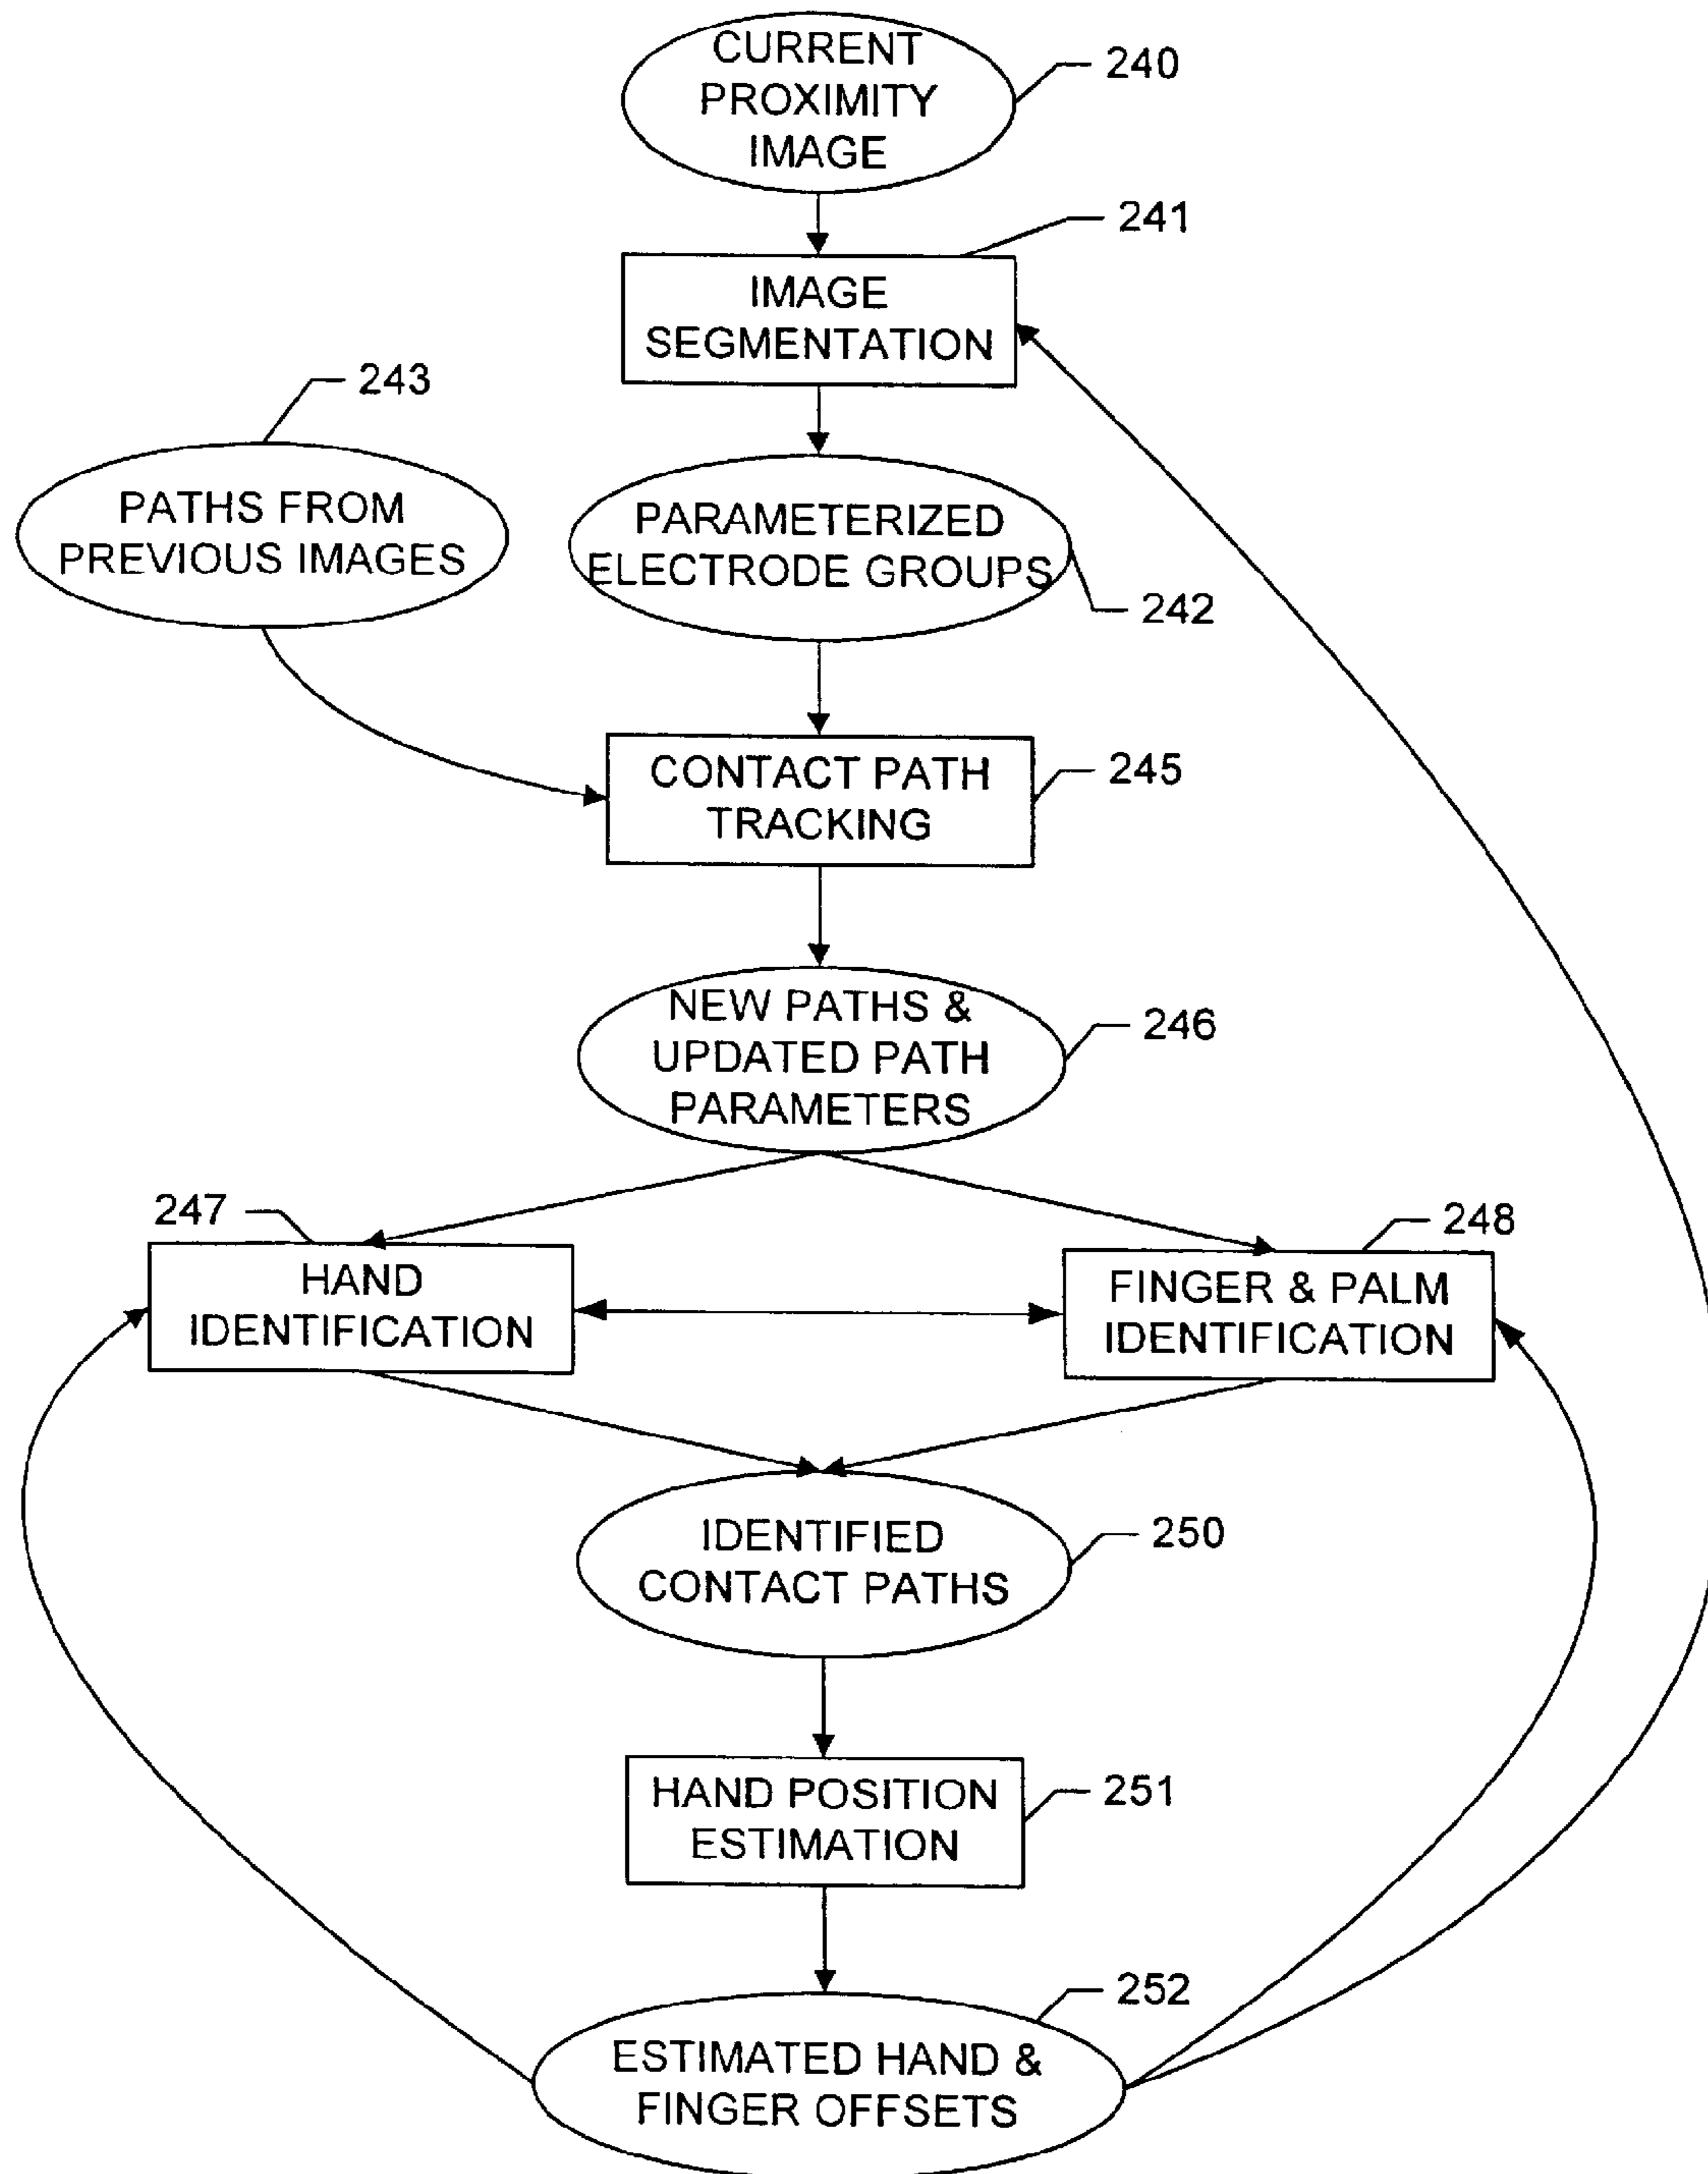 CURRENT
PROXIMITY
IMAGE
240
241
IMAGE
SEGMENTATION
243
PATHS FROM
PREVIOUS IMAGES
PARAMETERIZED
ELECTRODE GROUPS
242
CONTACT PATH
TRACKING
245
NEW PATHS &
UPDATED PATH
PARAMETERS
246
247
HAND
IDENTIFICATION
248
FINGER & PALM
IDENTIFICATION
IDENTIFIED
CONTACT PATHS
250
HAND POSITION
ESTIMATION
251
252
ESTIMATED HAND &
FINGER OFFSETS